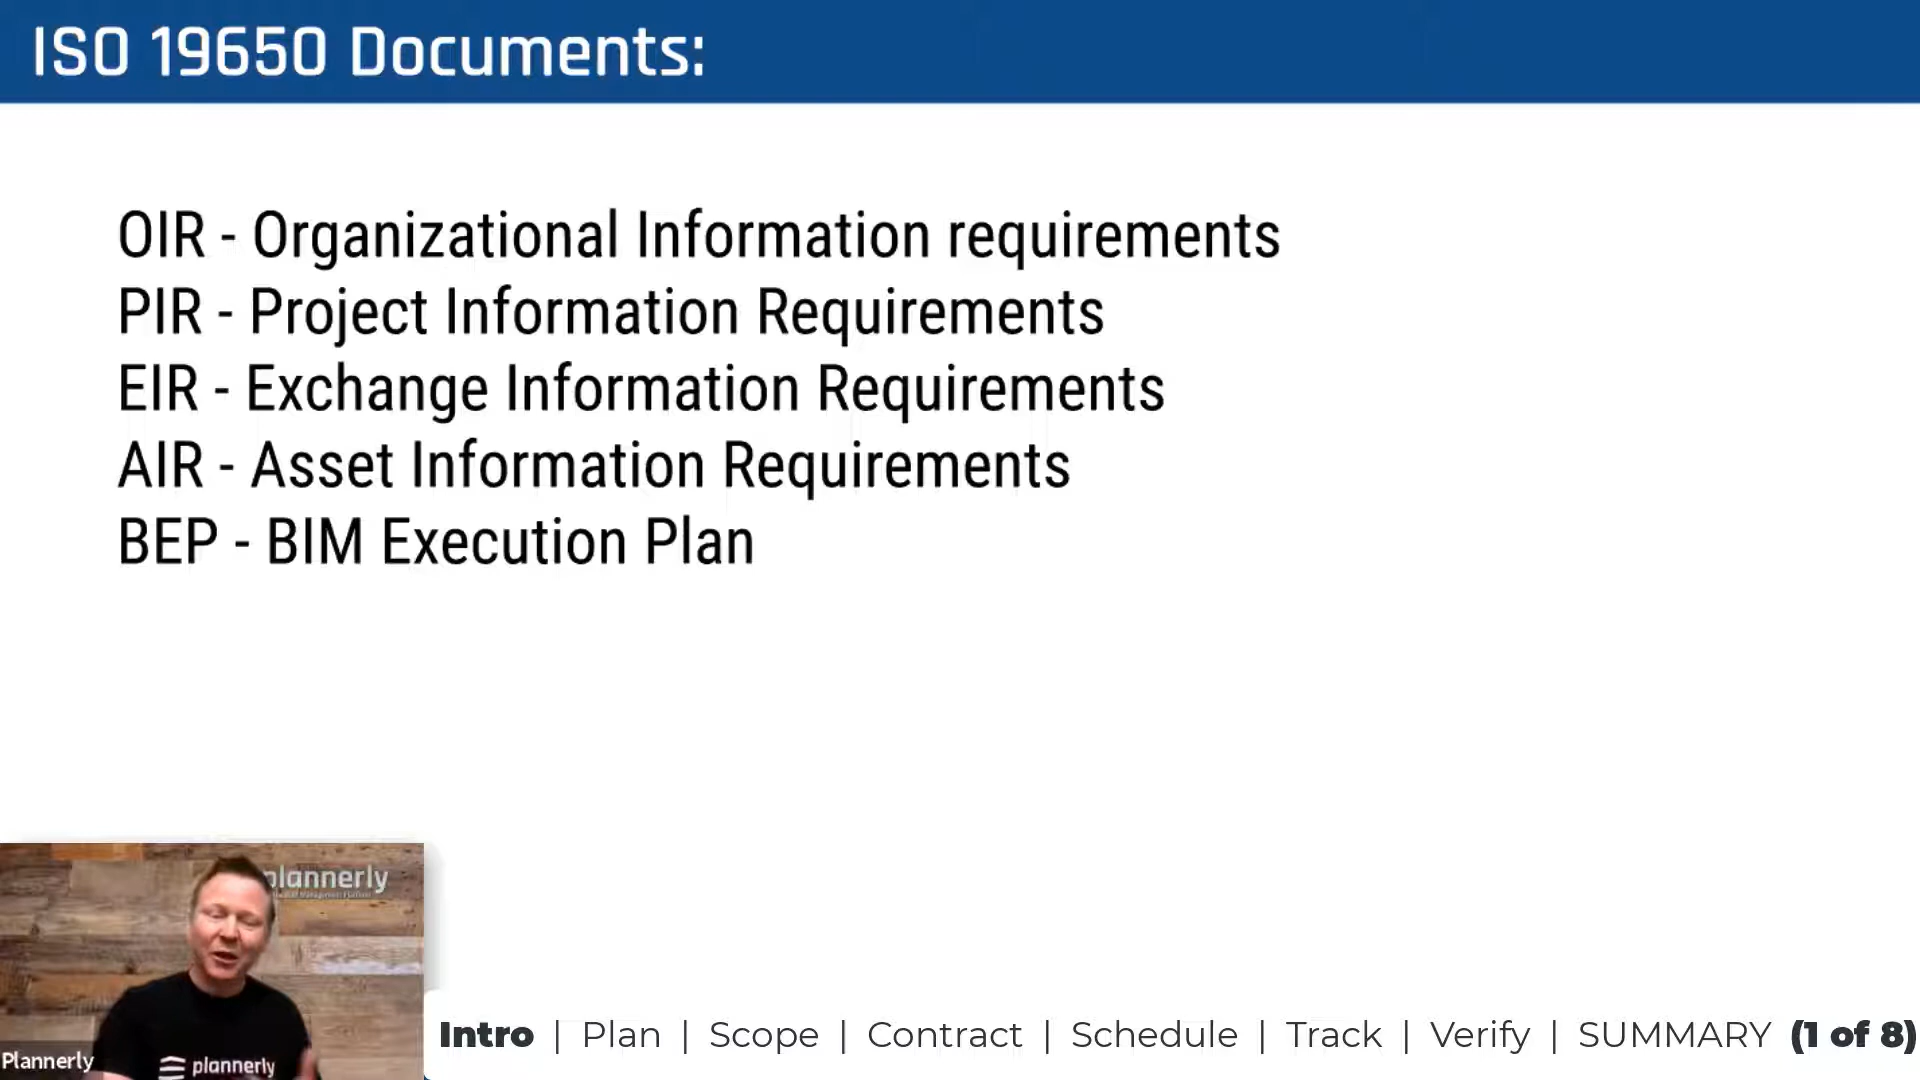 ISO 19650 Documents:
OIR - Organizational Information requirements
PIR - Project Information Requirements
EIR - Exchange Information Requirements
AIR - Asset Information Requirements
BEP - BIM Execution Plan
plannerly
plannerly
Plannerly
Intro | Plan | Scope | Contract | Schedule | Track | Verify | SUMMARY (1 of 8)